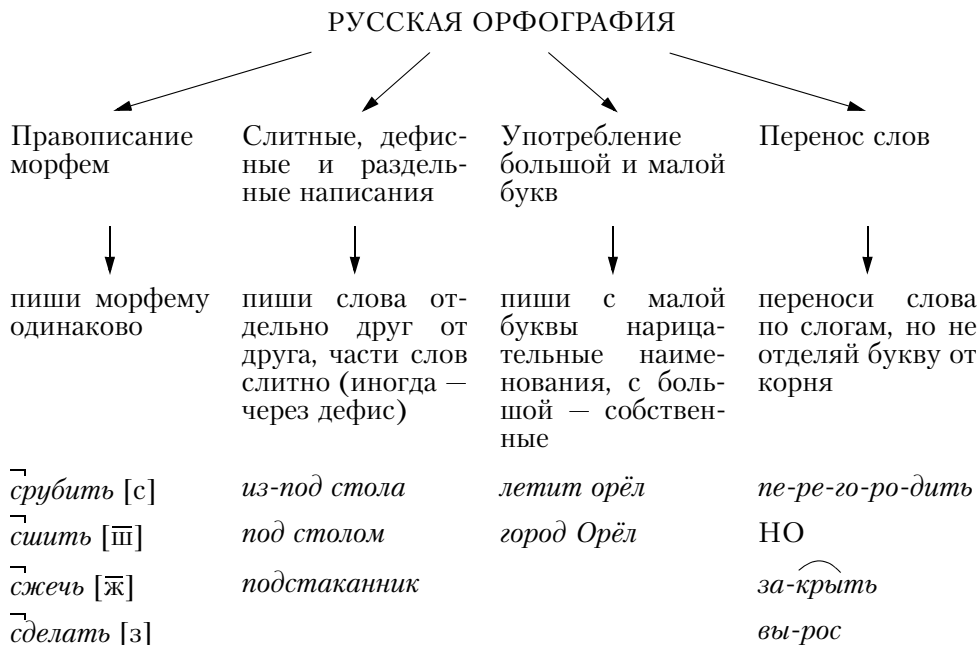 РУССКАЯ ОРФОГРАФИЯ
Правописание
морфем
Слитные, дефис-
ные и раздель-
ные написания
Употребление
большой и малой
букв
Перенос слов
пиши морфему
одинаково
пиши слова от-
дельно друг от
друга, части слов
слитно (иногда —
через дефис)
пиши с малой
буквы нарица-
тельные наиме-
нования, с боль-
шой — собствен-
ные
переноси слова
по слогам, но не
отделяй букву от
корня
срубить [с]
сшить [ш̅]
сжечь [ж̅]
сделать [з]
из-под стола
под столом
подстаканник
летит орёл
город Орёл
пе-ре-го-ро-дить
НО
за-крыть
вы-рос